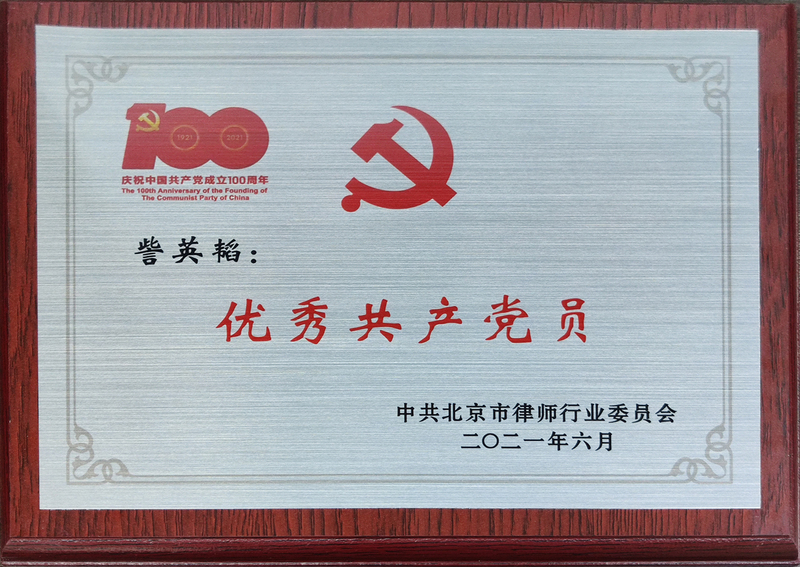 100
1921 2021
庆祝中国共产党成立100周年
The 100th Anniversary of the Founding of
The Communist Party of China
訾英韬：
优秀共产党员
中共北京市律师行业委员会
二〇二一年六月